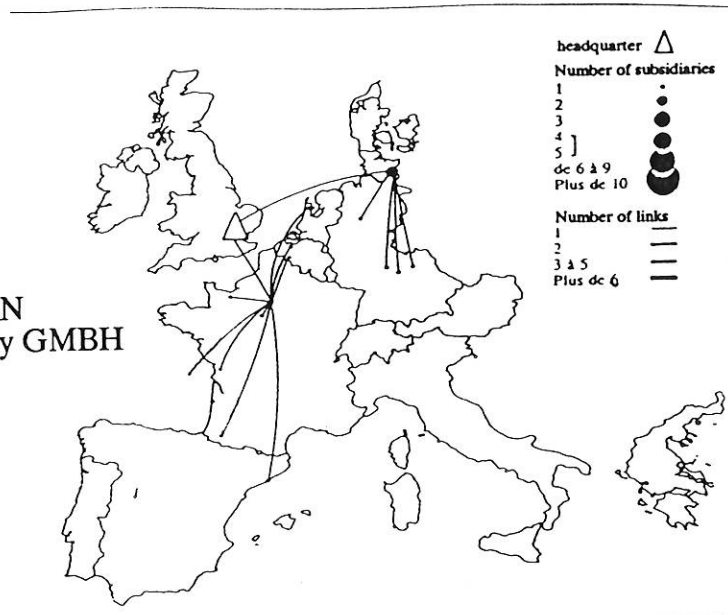 headquarter
Number of subsidiaries
1
2
3
4
5 ]
de 6 à 9
Plus de 10
Number of links
1
2
3 à 5
Plus de 6
N
y GMBH